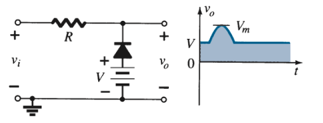 + R +
v_i + V v_o
− − −
v_o
V_m
V
0
t